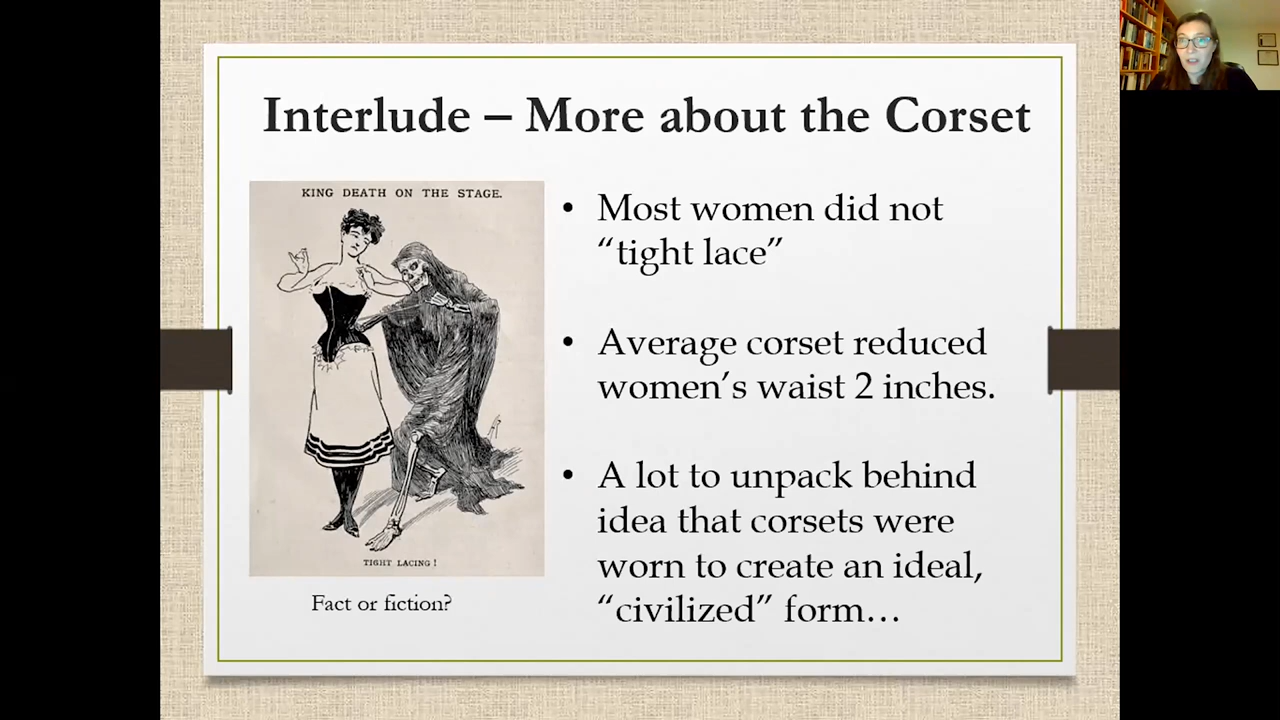 Interlude – More about the Corset
KING DEATH ON THE STAGE.
TIGHT LACING!
Fact or fiction?
• Most women did not
“tight lace”
• Average corset reduced
women’s waist 2 inches.
• A lot to unpack behind
idea that corsets were
worn to create an ideal,
“civilized” form…